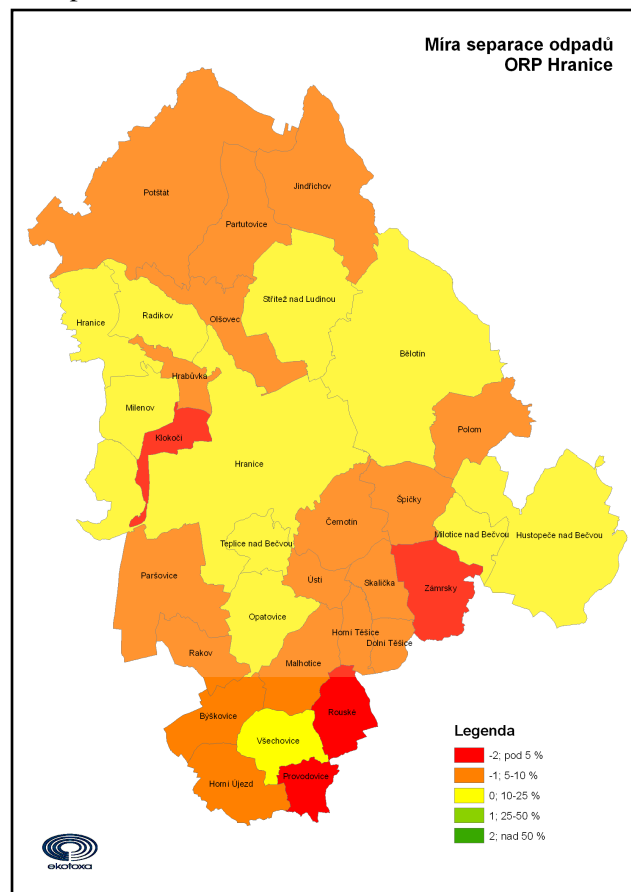 Míra separace odpadů
ORP Hranice
Potštát
Jindřichov
Partutovice
Střítež nad Ludinou
Hranice
Radíkov
Olšovec
Bělotín
Hrabůvka
Milenov
Klokočí
Polom
Hranice
Špičky
Černotín
Milotice nad Bečvou
Hustopeče nad Bečvou
Teplice nad Bečvou
Paršovice
Ústí
Skalička
Zámrsky
Opatovice
Horní Těšice
Dolní Těšice
Rakov
Malhotice
Rouske
Byškovice
Všechovice
Provodovice
Horní Újezd
Legenda
-2; pod 5 %
-1; 5-10 %
0; 10-25 %
1; 25-50 %
2; nad 50 %
ekotoxa